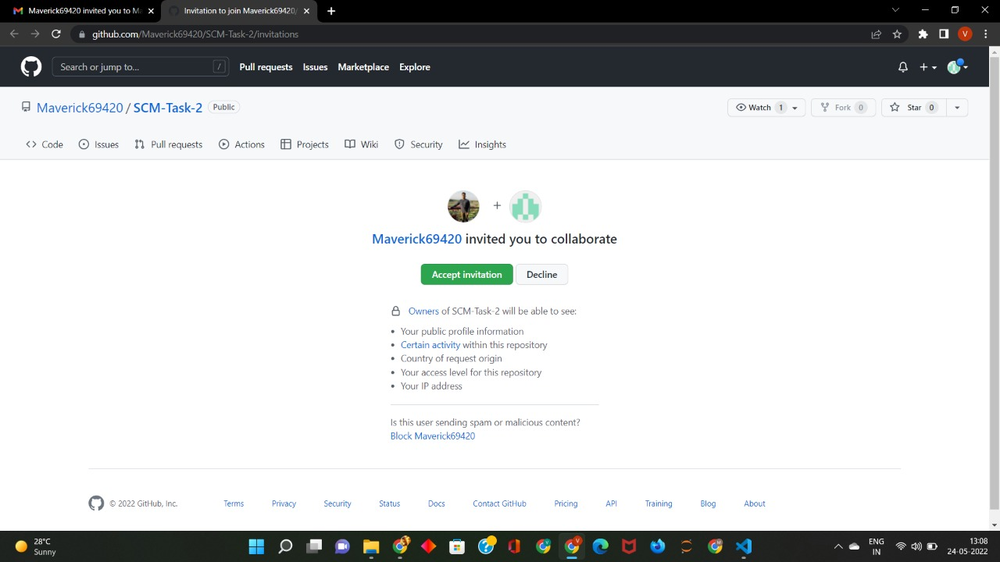 Maverick69420 invited you to Ma
Invitation to join Maverick69420/
github.com/Maverick69420/SCM-Task-2/invitations
V
Search or jump to...
/
Pull requests
Issues
Marketplace
Explore
Maverick69420 / SCM-Task-2
Public
Watch 1
Fork 0
Star 0
Code
Issues
Pull requests
Actions
Projects
Wiki
Security
Insights
+
Maverick69420 invited you to collaborate
Accept invitation
Decline
Owners of SCM-Task-2 will be able to see:
• Your public profile information
• Certain activity within this repository
• Country of request origin
• Your access level for this repository
• Your IP address
Is this user sending spam or malicious content?
Block Maverick69420
© 2022 GitHub, Inc.
Terms
Privacy
Security
Status
Docs
Contact GitHub
Pricing
API
Training
Blog
About
28°C
Sunny
ENG
IN
13:08
24-05-2022